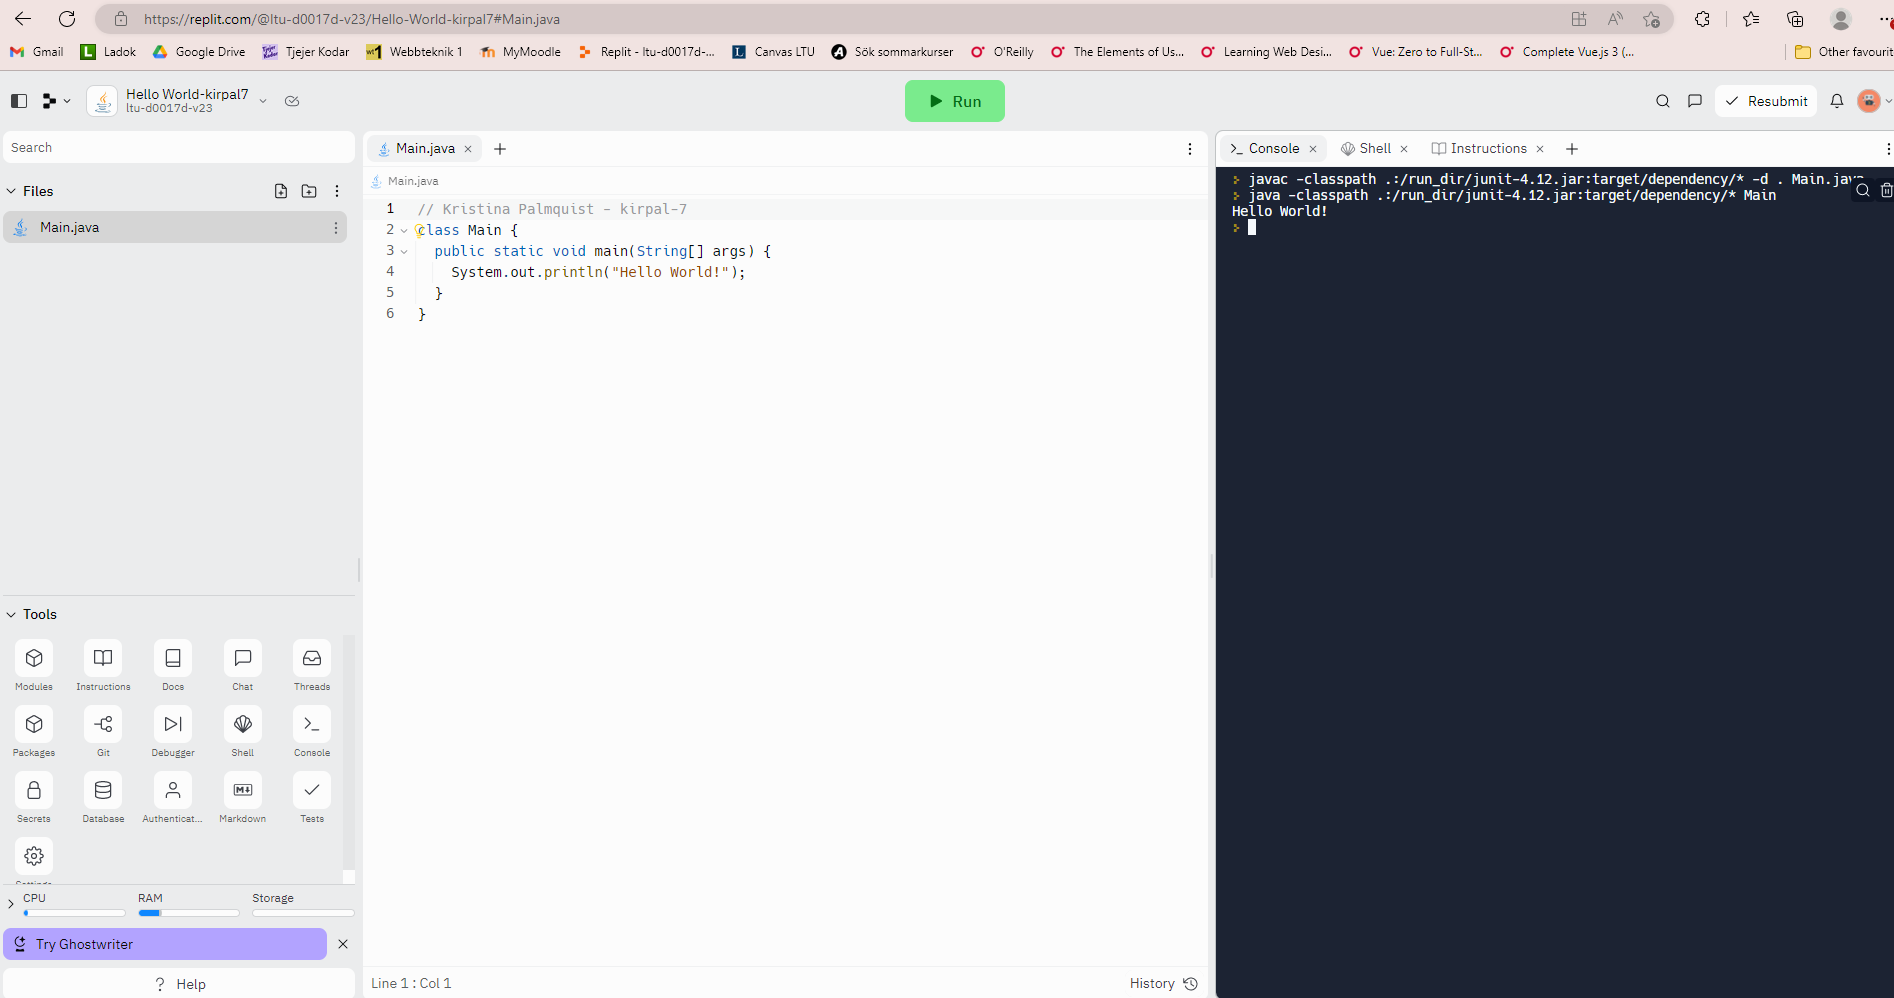 https://replit.com/@ltu-d0017d-v23/Hello-World-kirpal7#Main.java
Gmail
L Ladok
Google Drive
Tjejer Kodar
wt1 Webbteknik 1
MyMoodle
Replit - ltu-d0017d-...
L Canvas LTU
A Sök sommarkurser
O'Reilly
The Elements of Us...
Learning Web Desi...
Vue: Zero to Full-St...
Complete Vue.js 3 (...
Other favourit
Hello World-kirpal7
ltu-d0017d-v23
Run
Resubmit
Search
Files
Main.java
Main.java
Main.java
1 // Kristina Palmquist - kirpal-7
2 class Main {
3 public static void main(String[] args) {
4 System.out.println("Hello World!");
5 }
6 }
Line 1 : Col 1
History
Console
Shell
Instructions
javac -classpath .:/run_dir/junit-4.12.jar:target/dependency/* -d . Main.java
java -classpath .:/run_dir/junit-4.12.jar:target/dependency/* Main
Hello World!
Tools
Modules
Instructions
Docs
Chat
Threads
Packages
Git
Debugger
Shell
Console
Secrets
Database
Authenticat...
Markdown
Tests
Settings
CPU
RAM
Storage
Try Ghostwriter
? Help